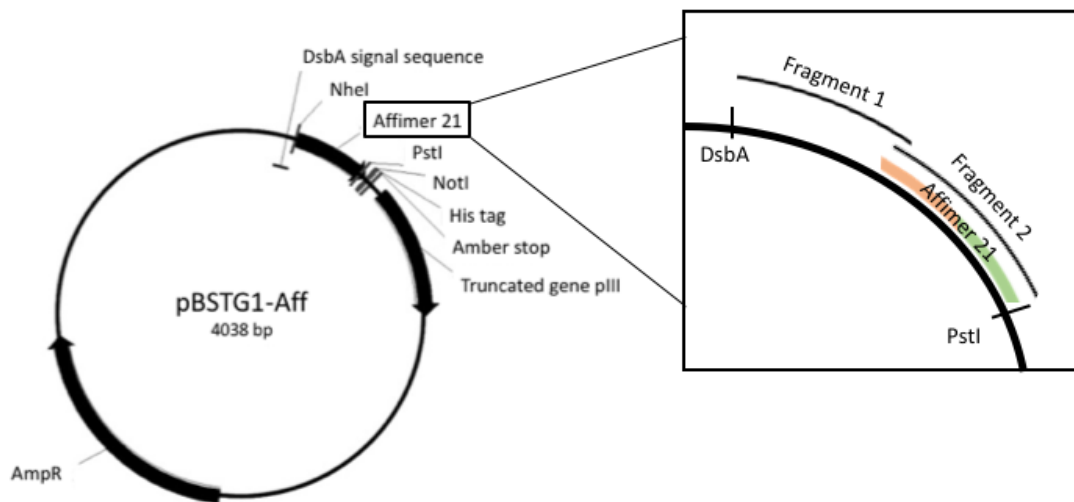 DsbA signal sequence
NheI
Affimer 21
PstI
NotI
His tag
Amber stop
Truncated gene pIII
pBSTG1-Aff
4038 bp
AmpR
Fragment 1
DsbA
Fragment 2
Affimer 21
PstI